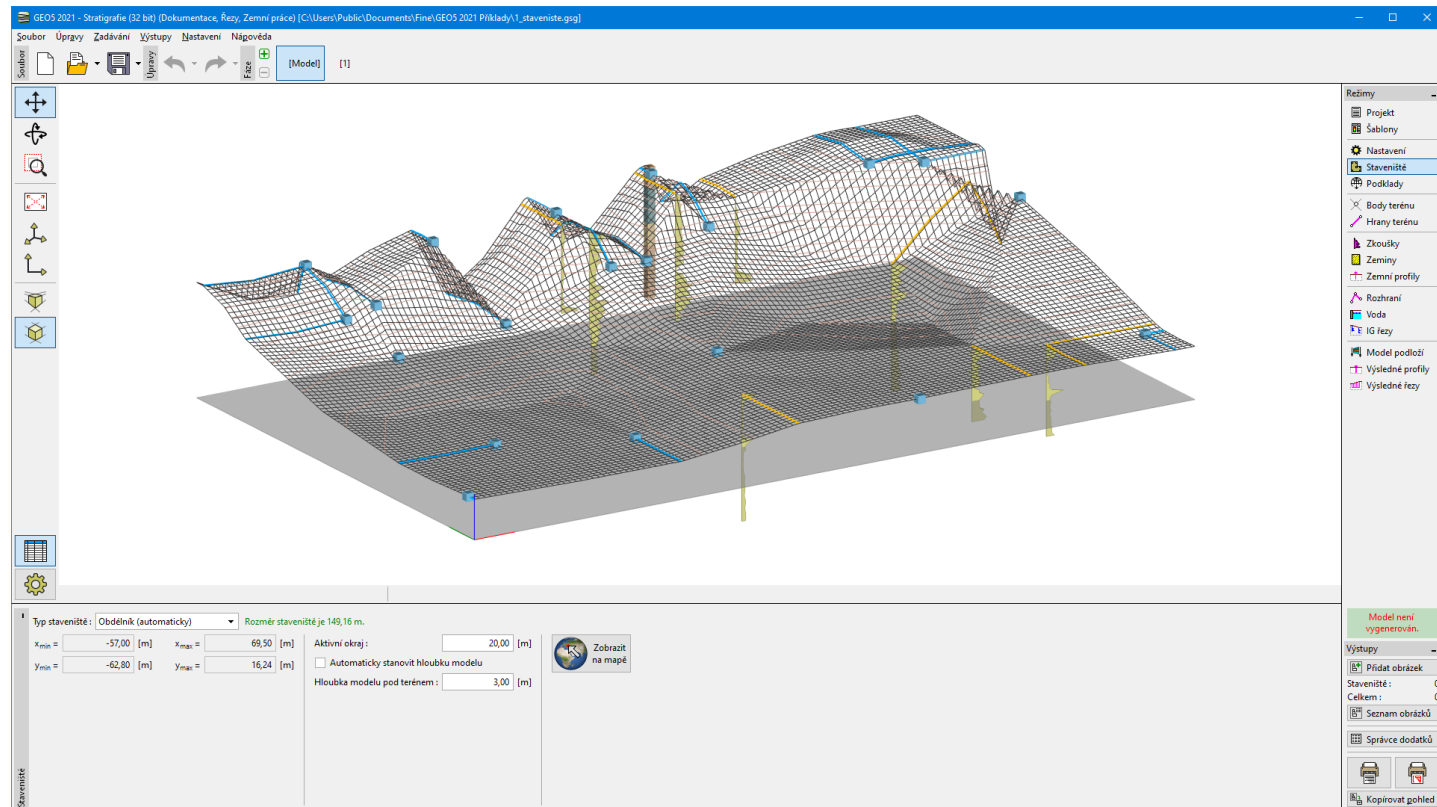 GEO5 2021 - Stratigrafie (32 bit) (Dokumentace, Řezy, Zemní práce) [C:\Users\Public\Documents\Fine\GEO5 2021 Příklady\1_staveniste.gsg]
Soubor Úpravy Zadávání Výstupy Nastavení Nápověda
Soubor
Úpravy
Fáze
[Model] [1]
Režimy
Projekt
Šablony
Nastavení
Staveniště
Podklady
Body terénu
Hrany terénu
Zkoušky
Zeminy
Zemní profily
Rozhraní
Voda
IG řezy
Model podloží
Výsledné profily
Výsledné řezy
Model není
vygenerován.
Výstupy
Přidat obrázek
Staveniště : 0
Celkem : 0
Seznam obrázků
Správce dodatků
Kopírovat pohled
Staveniště
Typ staveniště : Obdélník (automaticky) Rozměr staveniště je 149,16 m.
xmin = -57,00 [m] xmax = 69,50 [m]
ymin = -62,80 [m] ymax = 16,24 [m]
Aktivní okraj : 20,00 [m]
Automaticky stanovit hloubku modelu
Hloubka modelu pod terénem : 3,00 [m]
Zobrazit
na mapě